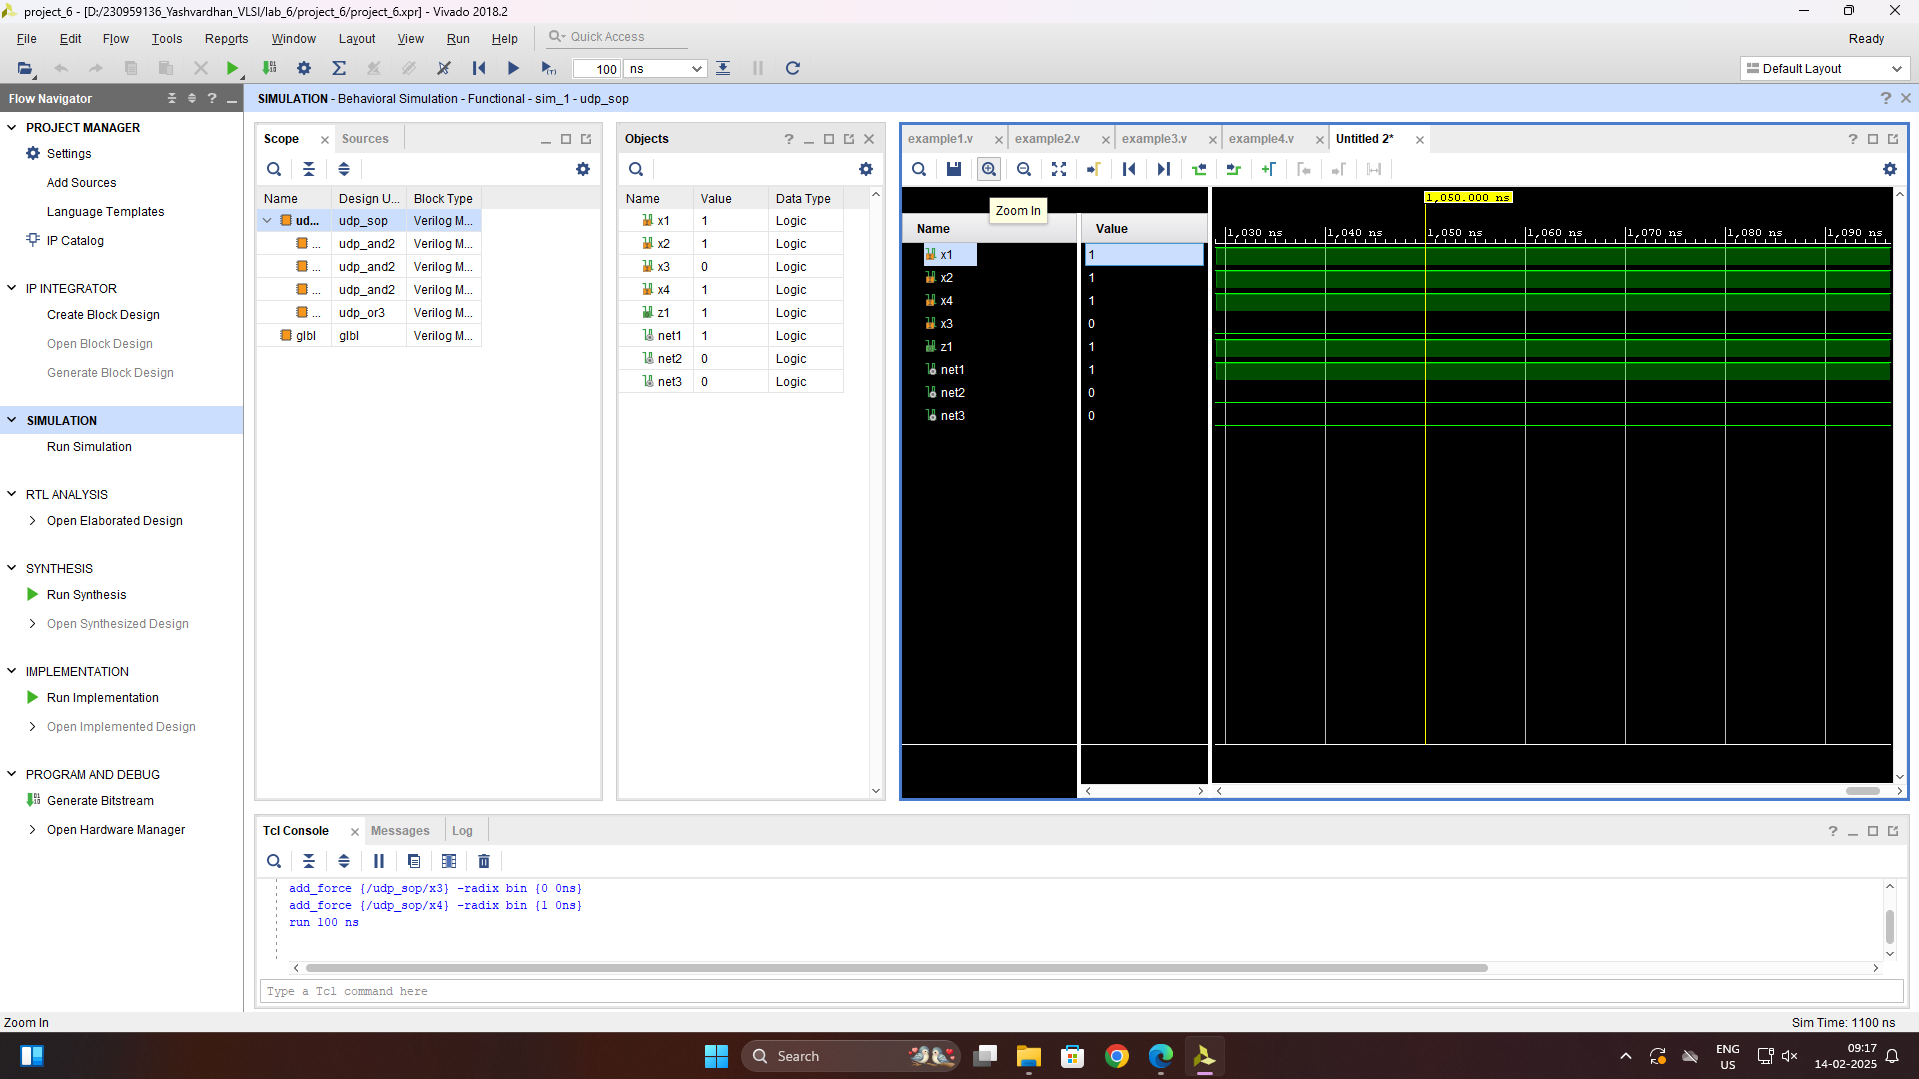 project_6 - [D:/230959136_Yashvardhan_VLSI/lab_6/project_6/project_6.xpr] - Vivado 2018.2
File Edit Flow Tools Reports Window Layout View Run Help Quick Access Ready
100 ns Default Layout
Flow Navigator
PROJECT MANAGER
Settings
Add Sources
Language Templates
IP Catalog
IP INTEGRATOR
Create Block Design
Open Block Design
Generate Block Design
SIMULATION
Run Simulation
RTL ANALYSIS
Open Elaborated Design
SYNTHESIS
Run Synthesis
Open Synthesized Design
IMPLEMENTATION
Run Implementation
Open Implemented Design
PROGRAM AND DEBUG
Generate Bitstream
Open Hardware Manager
SIMULATION - Behavioral Simulation - Functional - sim_1 - udp_sop
Scope Sources
Name Design U... Block Type
ud... udp_sop Verilog M...
... udp_and2 Verilog M...
... udp_and2 Verilog M...
... udp_and2 Verilog M...
... udp_or3 Verilog M...
glbl glbl Verilog M...
Objects
Name Value Data Type
x1 1 Logic
x2 1 Logic
x3 0 Logic
x4 1 Logic
z1 1 Logic
net1 1 Logic
net2 0 Logic
net3 0 Logic
example1.v example2.v example3.v example4.v Untitled 2*
Zoom In
1,050.000 ns
Name Value
1,030 ns 1,040 ns 1,050 ns 1,060 ns 1,070 ns 1,080 ns 1,090 ns
x1 1
x2 1
x4 1
x3 0
z1 1
net1 1
net2 0
net3 0
Tcl Console Messages Log
add_force {/udp_sop/x3} -radix bin {0 0ns}
add_force {/udp_sop/x4} -radix bin {1 0ns}
run 100 ns
Type a Tcl command here
Zoom In Sim Time: 1100 ns
Search
ENG
US
09:17
14-02-2025